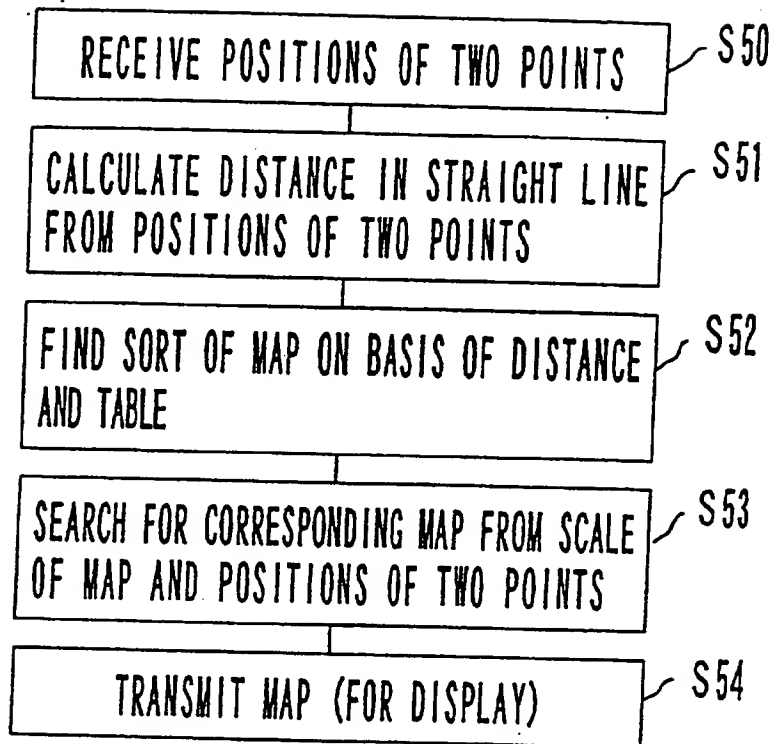 RECEIVE POSITIONS OF TWO POINTS S50
CALCULATE DISTANCE IN STRAIGHT LINE S51
FROM POSITIONS OF TWO POINTS
FIND SORT OF MAP ON BASIS OF DISTANCE S52
AND TABLE
SEARCH FOR CORRESPONDING MAP FROM SCALE S53
OF MAP AND POSITIONS OF TWO POINTS
TRANSMIT MAP (FOR DISPLAY) S54